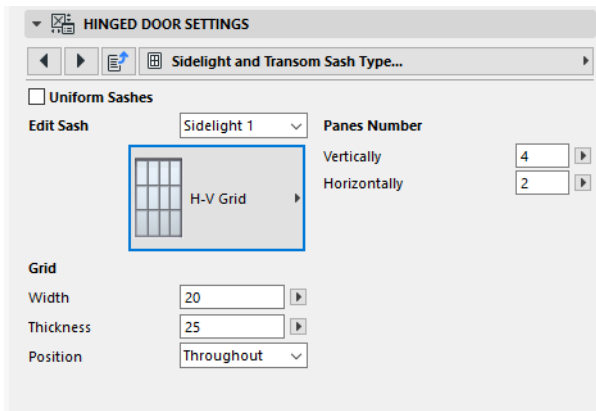 HINGED DOOR SETTINGS
Sidelight and Transom Sash Type...
Uniform Sashes
Edit Sash Sidelight 1
H-V Grid
Panes Number
Vertically 4
Horizontally 2
Grid
Width 20
Thickness 25
Position Throughout